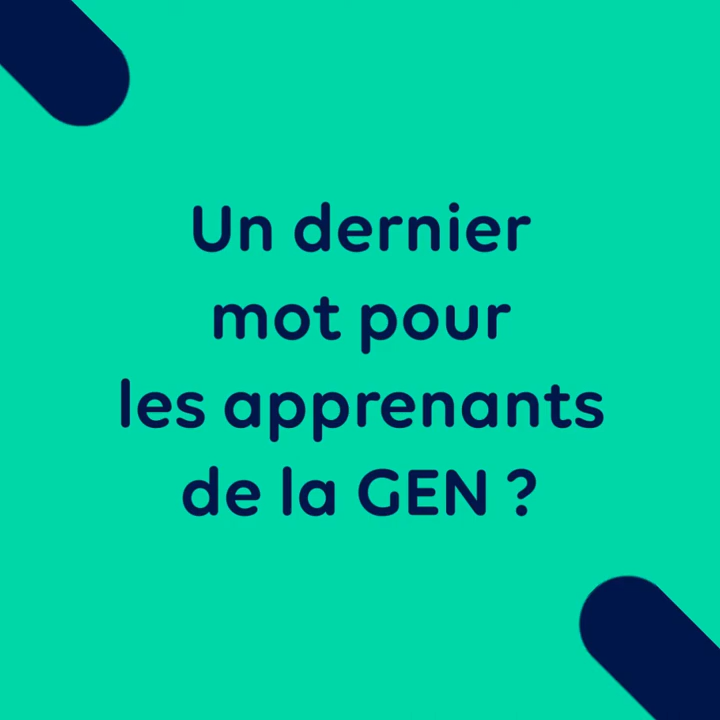 Un dernier
mot pour
les apprenants
de la GEN ?